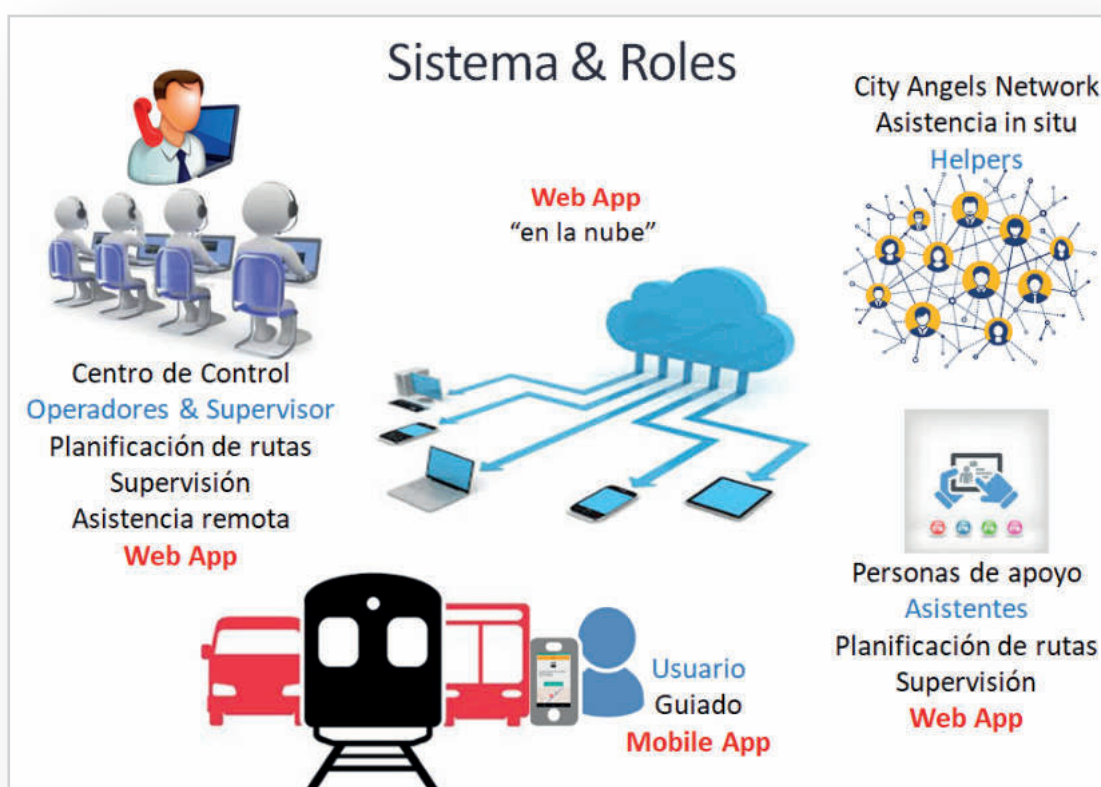 Sistema & Roles
Centro de Control
Operadores & Supervisor
Planificación de rutas
Supervisión
Asistencia remota
Web App
Web App
“en la nube”
City Angels Network
Asistencia in situ
Helpers
Personas de apoyo
Asistentes
Planificación de rutas
Supervisión
Web App
Usuario
Guiado
Mobile App